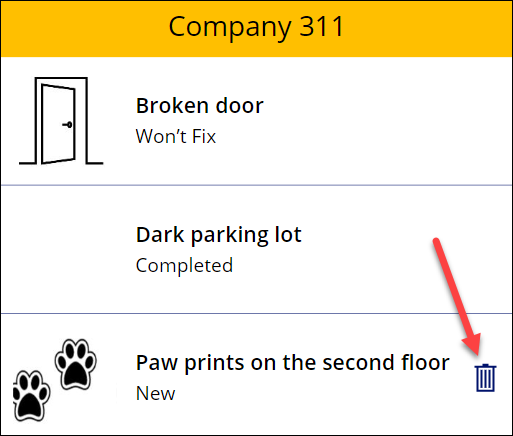 Company 311
Broken door
Won’t Fix
Dark parking lot
Completed
Paw prints on the second floor
New